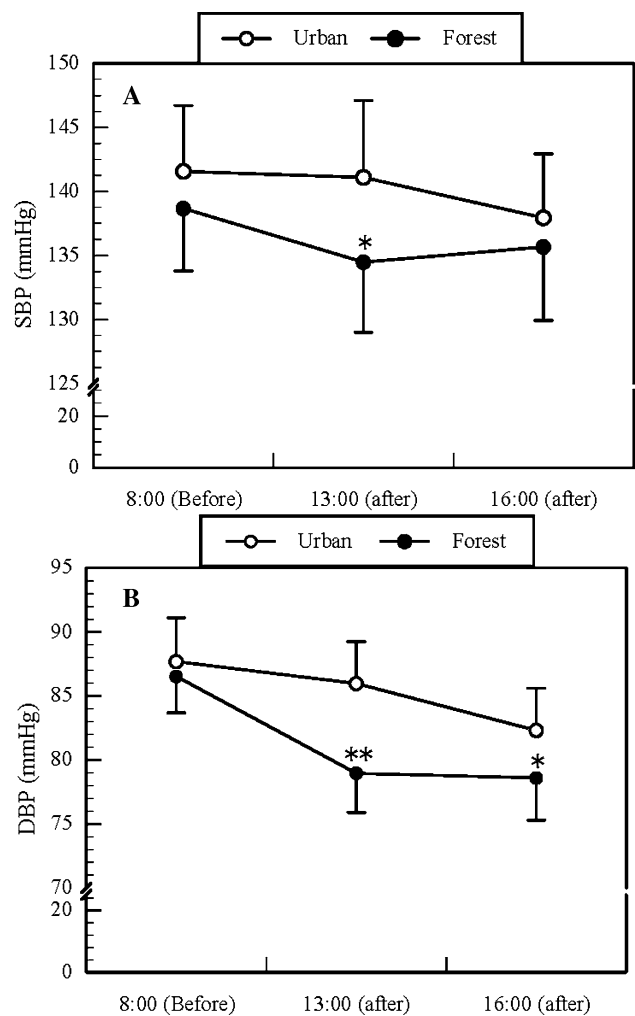 Urban Forest
150
A
145
140
SBP (mmHg)
135
*
130
125
20
0
8:00 (Before) 13:00 (after) 16:00 (after)
Urban Forest
95
B
90
85
DBP (mmHg)
80
** *
75
70
20
0
8:00 (Before) 13:00 (after) 16:00 (after)